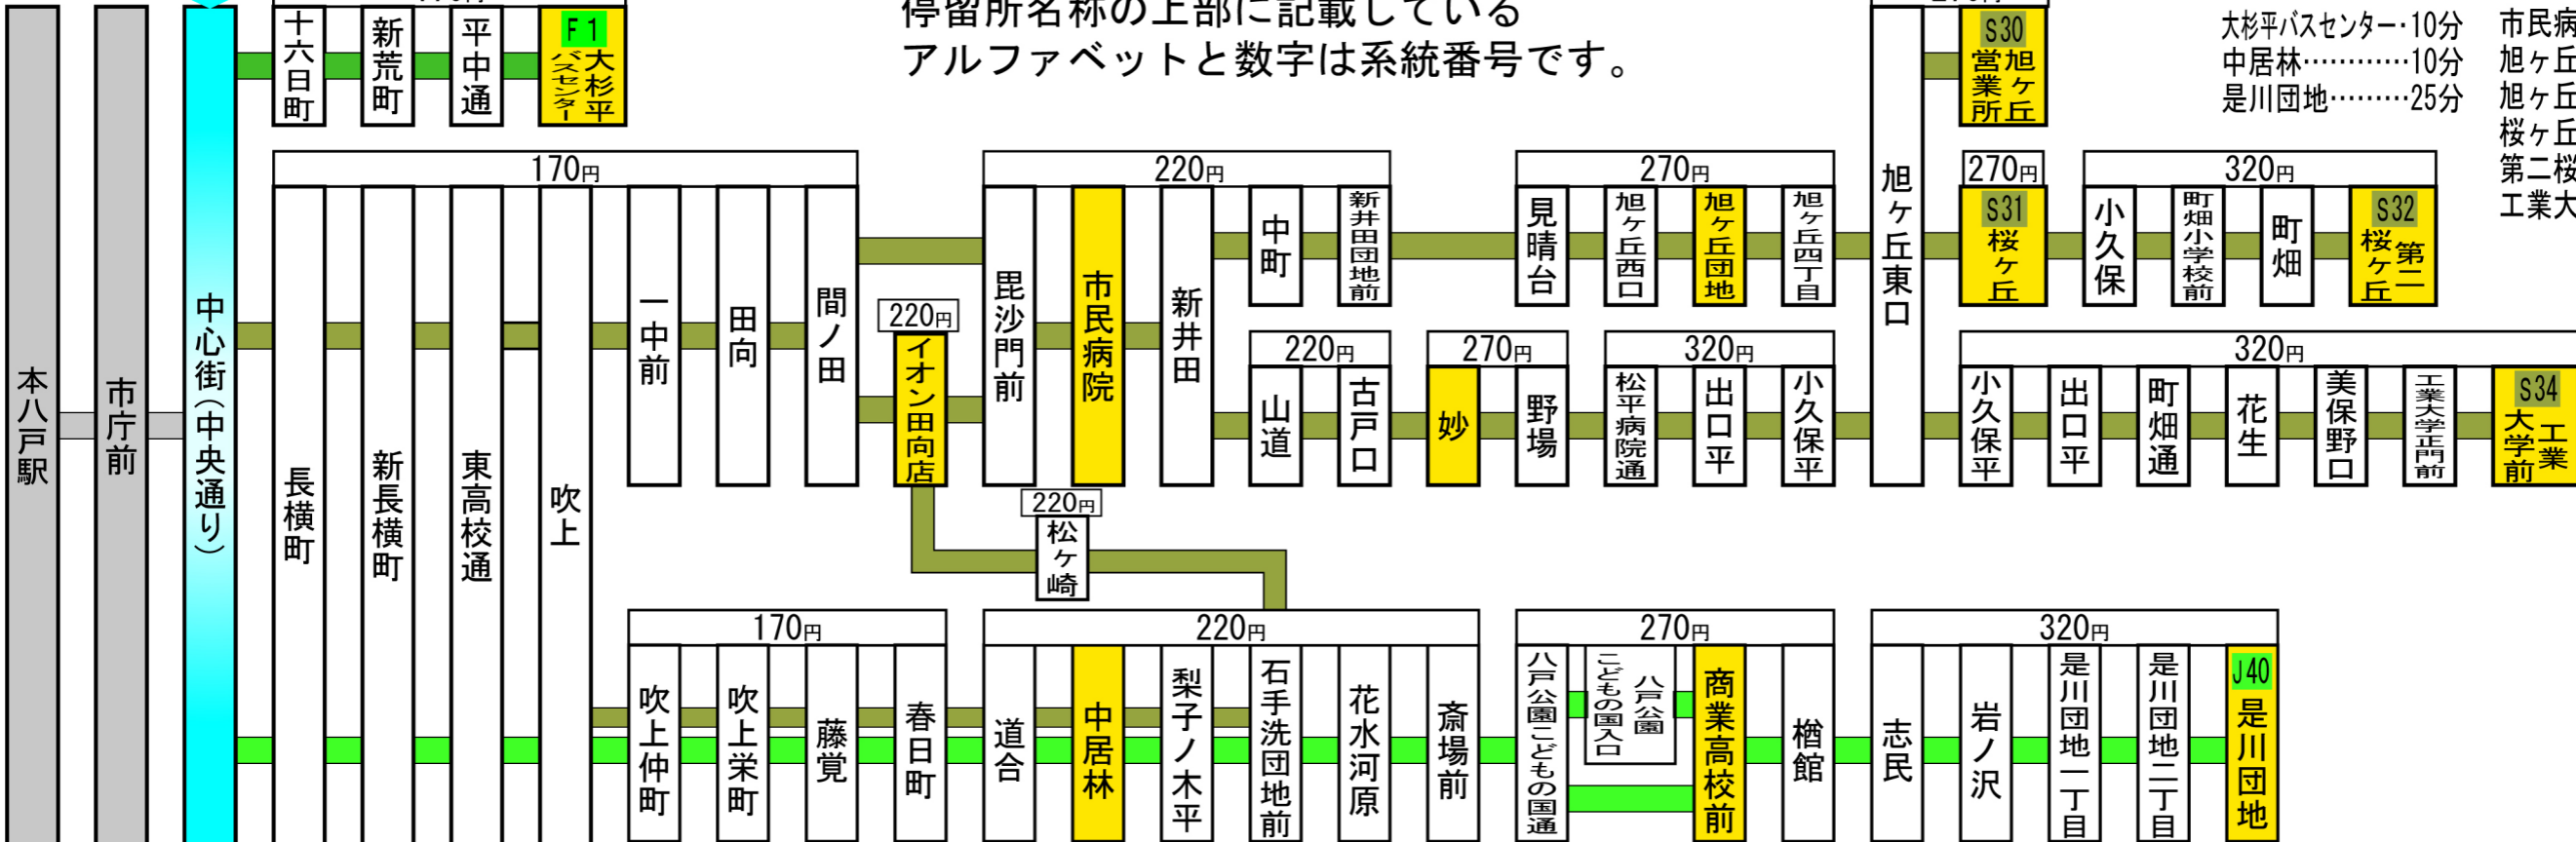 停留所名称の上部に記載している
アルファベットと数字は系統番号です。
大杉平バスセンター･10分
中居林…………10分
是川団地………25分
市民病
旭ヶ丘
旭ヶ丘
桜ヶ丘
第二桜
工業大
本八戸駅
市庁前
中心街(中央通り)
十六日町
新荒町
平中通
F1
大杉平
バスセンター
S30
旭ヶ丘
営業所
170円
長横町
新長横町
東高校通
吹上
一中前
田向
間ノ田
220円
イオン田向店
220円
毘沙門前
市民病院
新井田
中町
新井田団地前
270円
見晴台
旭ヶ丘西口
旭ヶ丘団地
旭ヶ丘四丁目
旭ヶ丘東口
270円
S31
桜ヶ丘
320円
小久保
町畑小学校前
町畑
S32
第二
桜ヶ丘
220円
山道
古戸口
270円
妙
野場
320円
松平病院通
出口平
小久保平
320円
小久保平
出口平
町畑通
花生
美保野口
工業大学正門前
S34
工業
大学前
220円
松ヶ崎
170円
吹上仲町
吹上栄町
藤覚
春日町
220円
道合
中居林
梨子ノ木平
石手洗団地前
花水河原
斎場前
270円
八戸公園こどもの国通
八戸公園
こどもの国入口
商業高校前
楢館
320円
志民
岩ノ沢
是川団地一丁目
是川団地二丁目
J40
是川団地